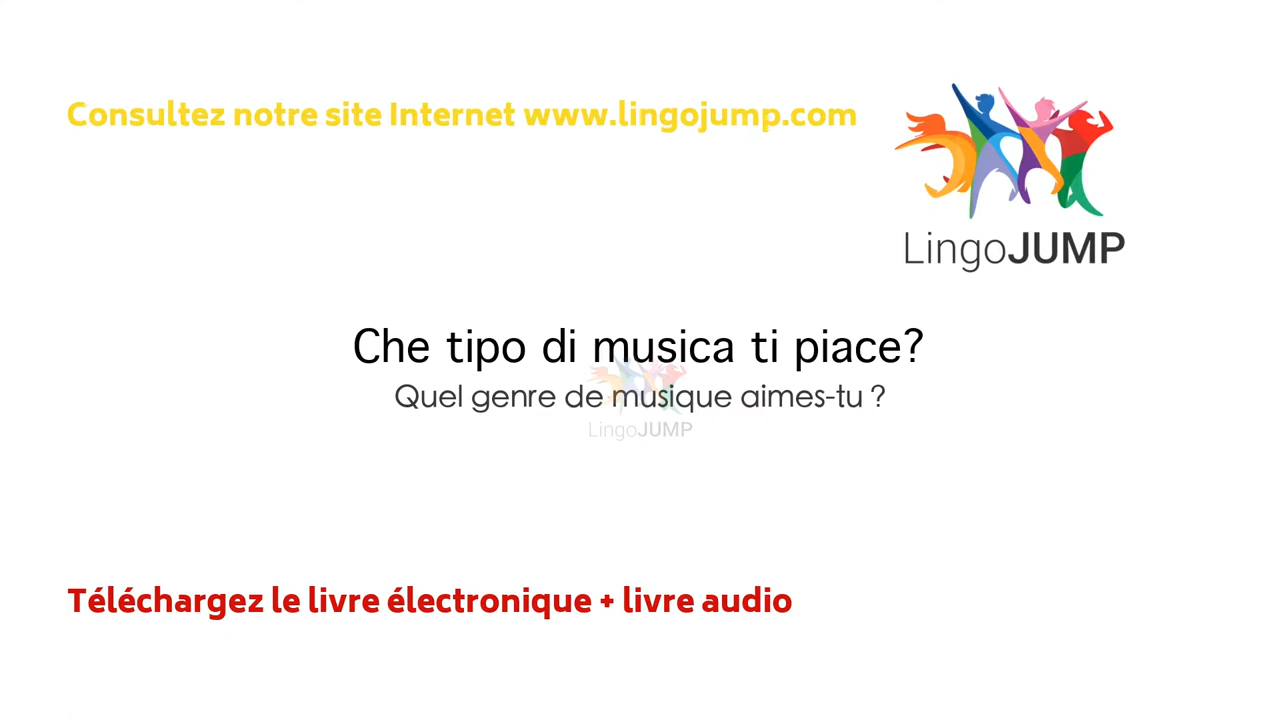 Consultez notre site Internet www.lingojump.com
LingoJUMP
Che tipo di musica ti piace?
Quel genre de musique aimes-tu ?
LingoJUMP
Téléchargez le livre électronique + livre audio